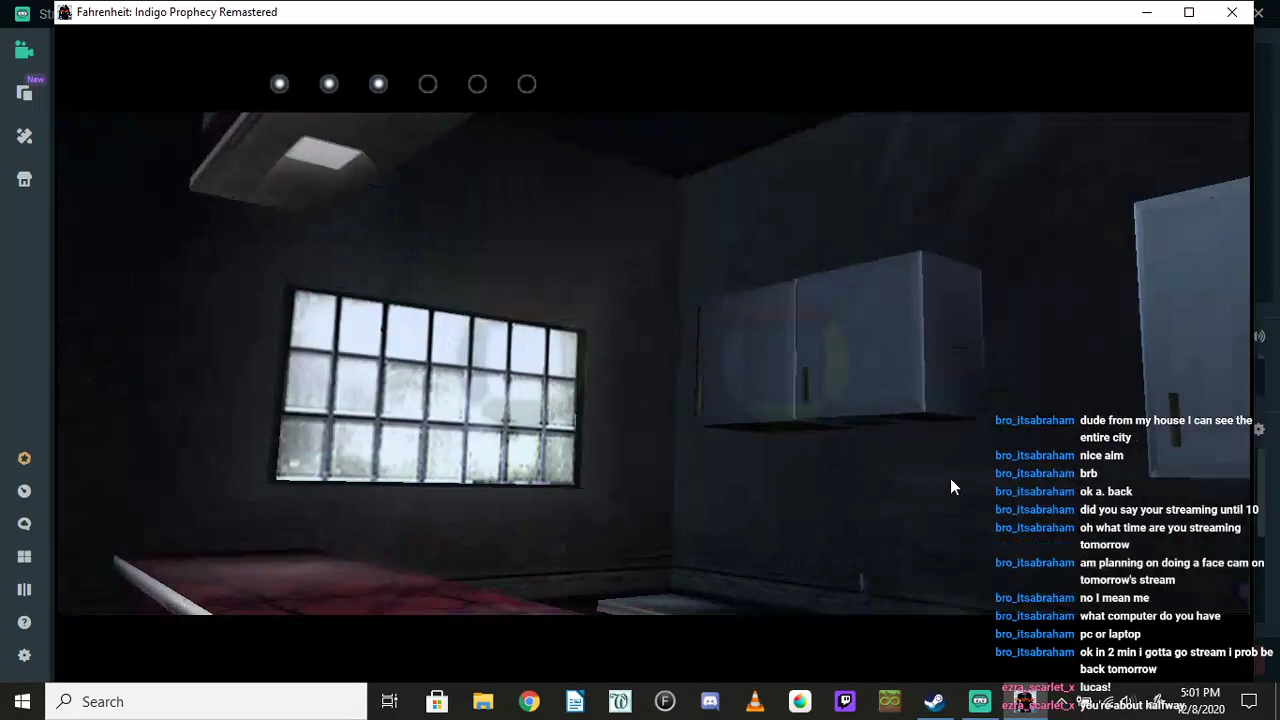 Str
Fahrenheit: Indigo Prophecy Remastered
New
bro_itsabraham dude from my house I can see the
entire city
bro_itsabraham nice aim
bro_itsabraham brb
bro_itsabraham ok a. back
bro_itsabraham did you say your streaming until 10
bro_itsabraham oh what time are you streaming
tomorrow
bro_itsabraham am planning on doing a face cam on
tomorrow's stream
bro_itsabraham no I mean me
bro_itsabraham what computer do you have
bro_itsabraham pc or laptop
bro_itsabraham ok in 2 min i gotta go stream i prob be
back tomorrow
ezra_scarlet_x lucas!
ezra_scarlet_x you're about halfway
Search
5:01 PM
12/8/2020